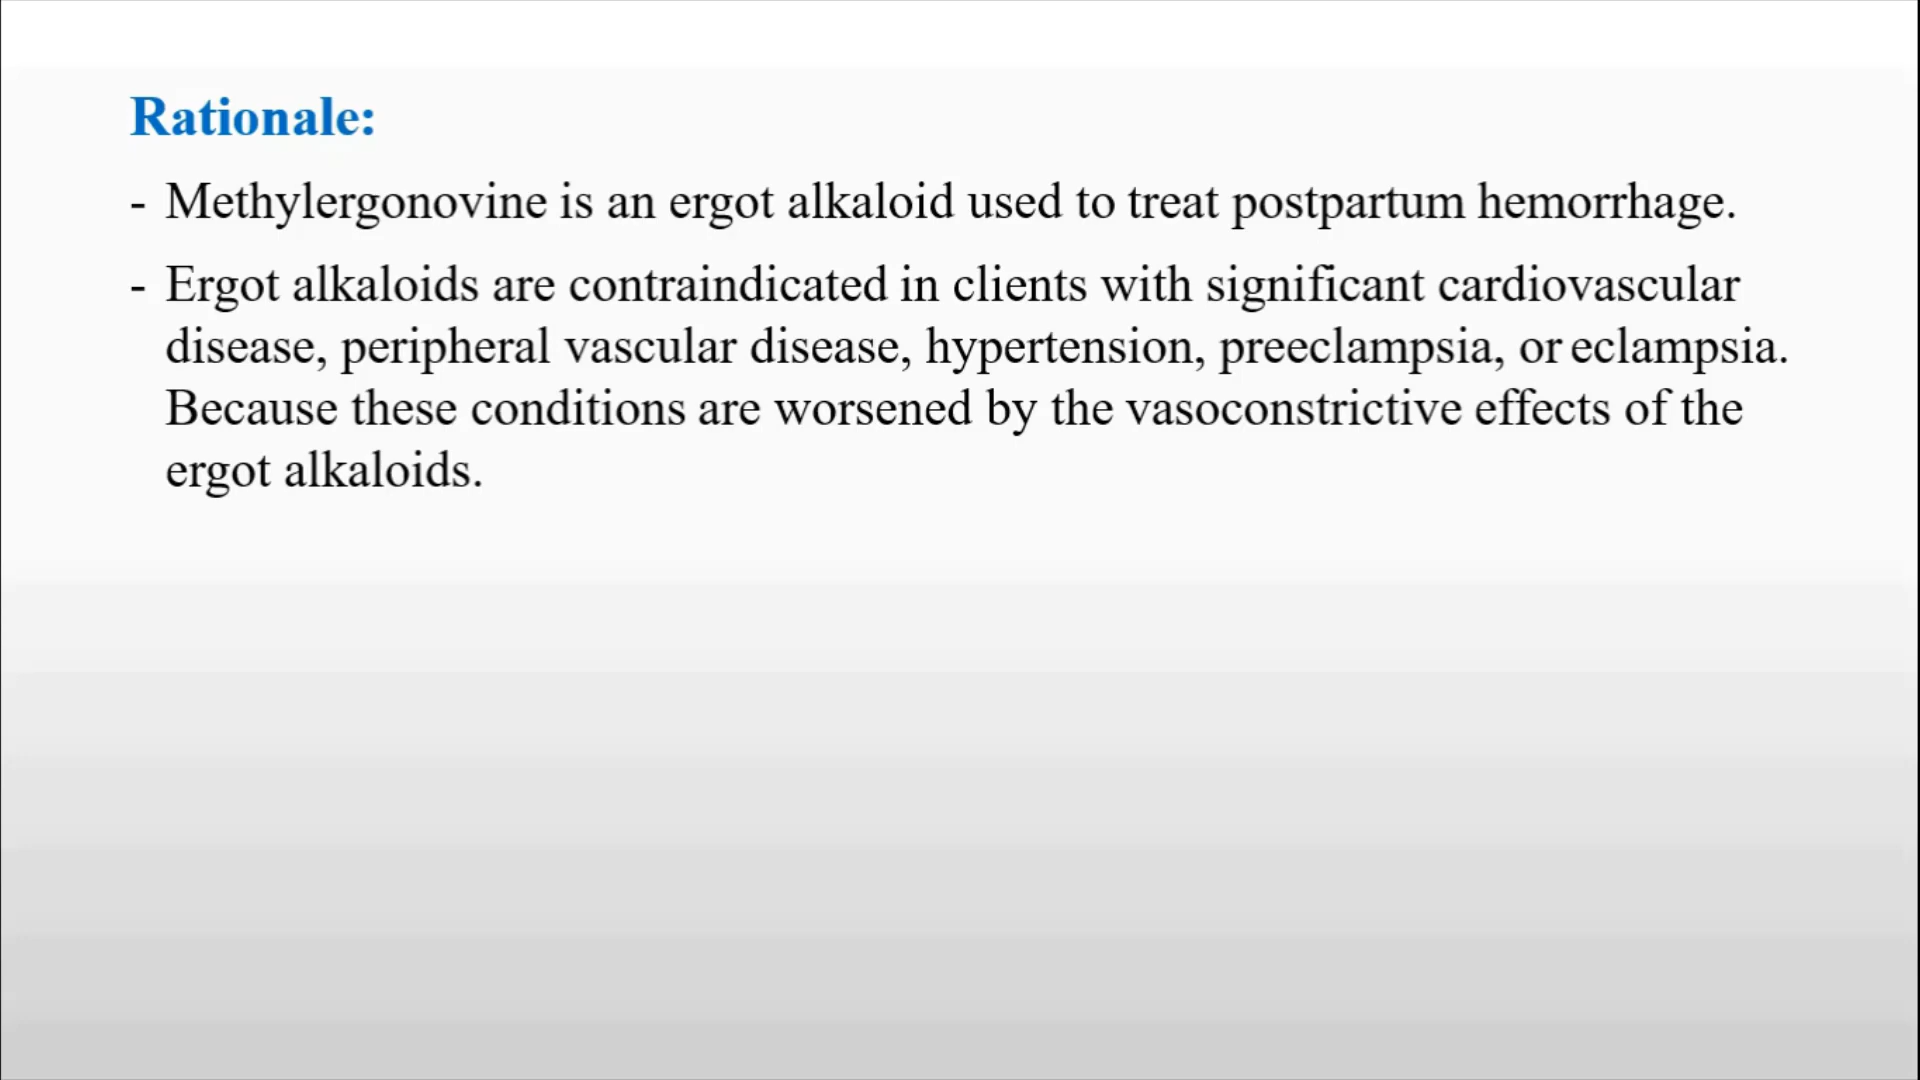 Rationale:
- Methylergonovine is an ergot alkaloid used to treat postpartum hemorrhage.
- Ergot alkaloids are contraindicated in clients with significant cardiovascular
disease, peripheral vascular disease, hypertension, preeclampsia, or eclampsia.
Because these conditions are worsened by the vasoconstrictive effects of the
ergot alkaloids.